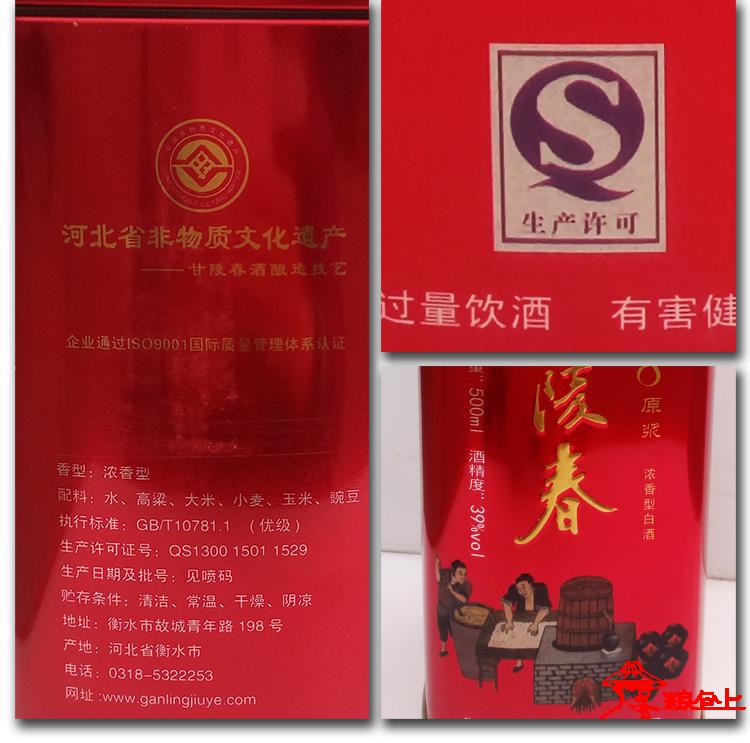 河北省非物质文化遗产
——甘陵春酒酿造技艺
企业通过ISO9001国际质量管理体系认证
香型：浓香型
配料：水、高粱、大米、小麦、玉米、豌豆
执行标准：GB/T10781.1 （优级）
生产许可证号：QS1300 1501 1529
生产日期及批号：见喷码
贮存条件：清洁、常温、干燥、阴凉
地址：衡水市故城青年路198号
产地：河北省衡水市
电话：0318-5322253
网址:www.ganlingjiuye.com
QS
生产许可
过量饮酒 有害健
陵春
原浆
浓香型白酒
量" 500ml 酒精度" 39%vol
粮仓上